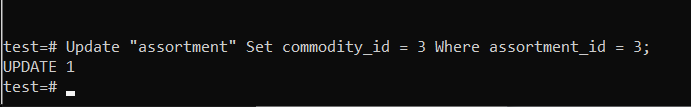 test=# Update "assortment" Set commodity_id = 3 Where assortment_id = 3;
UPDATE 1
test=#